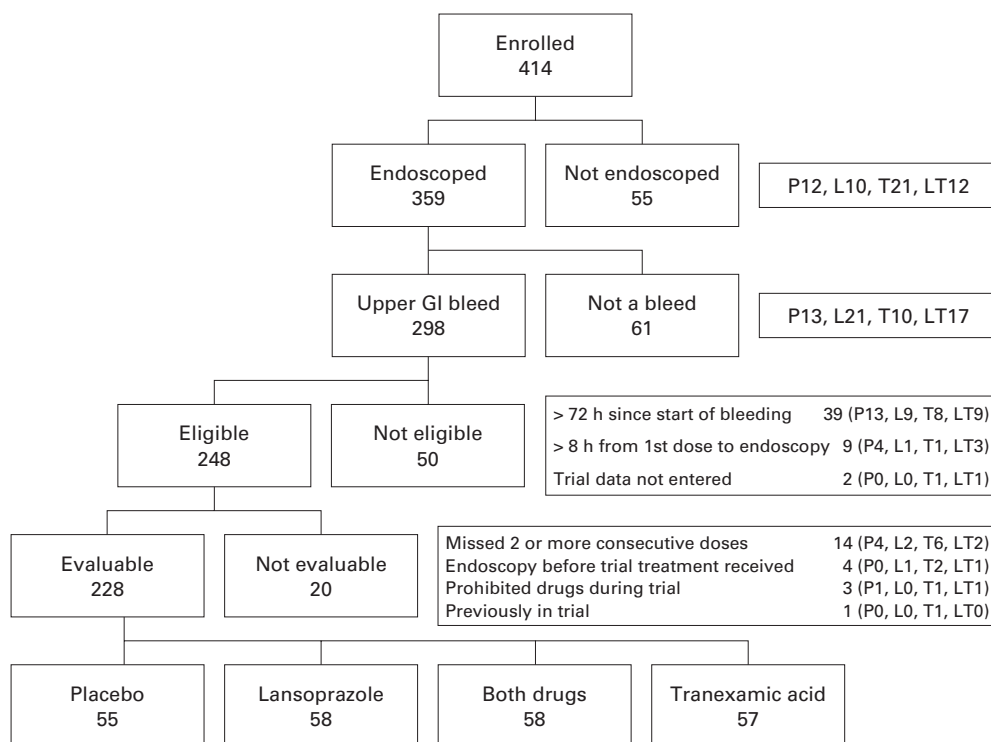 Enrolled
414
Endoscoped
359
Not endoscoped
55
P12, L10, T21, LT12
Upper GI bleed
298
Not a bleed
61
P13, L21, T10, LT17
Eligible
248
Not eligible
50
> 72 h since start of bleeding 39 (P13, L9, T8, LT9)
> 8 h from 1st dose to endoscopy 9 (P4, L1, T1, LT3)
Trial data not entered 2 (P0, L0, T1, LT1)
Evaluable
228
Not evaluable
20
Missed 2 or more consecutive doses 14 (P4, L2, T6, LT2)
Endoscopy before trial treatment received 4 (P0, L1, T2, LT1)
Prohibited drugs during trial 3 (P1, L0, T1, LT1)
Previously in trial 1 (P0, L0, T1, LT0)
Placebo
55
Lansoprazole
58
Both drugs
58
Tranexamic acid
57